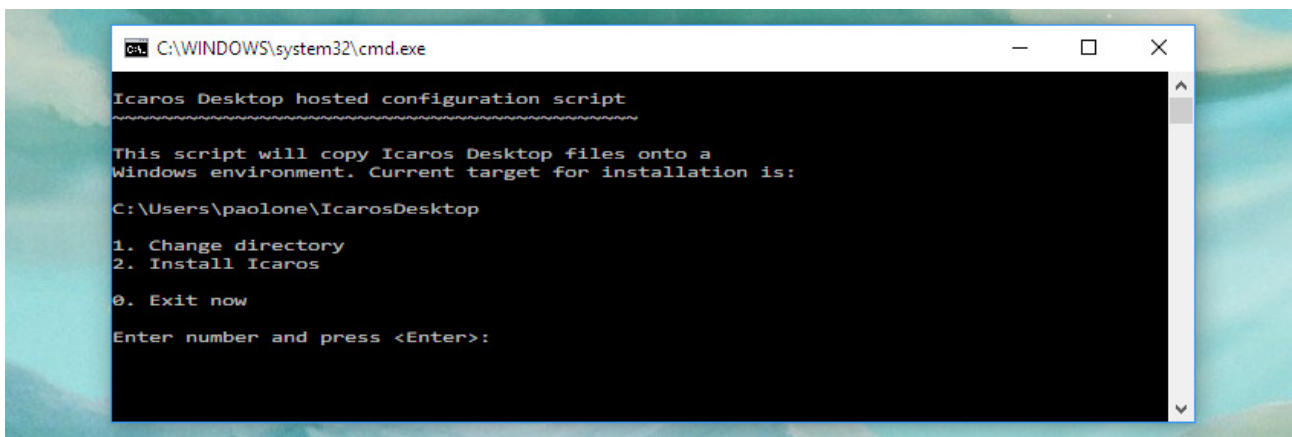 C:\WINDOWS\system32\cmd.exe
Icaros Desktop hosted configuration script
~~~~~~~~~~~~~~~~~~~~~~~~~~~~~~~~~~~~~~~~~~~
This script will copy Icaros Desktop files onto a
Windows environment. Current target for installation is:
C:\Users\paolone\IcarosDesktop
1. Change directory
2. Install Icaros
0. Exit now
Enter number and press <Enter>: